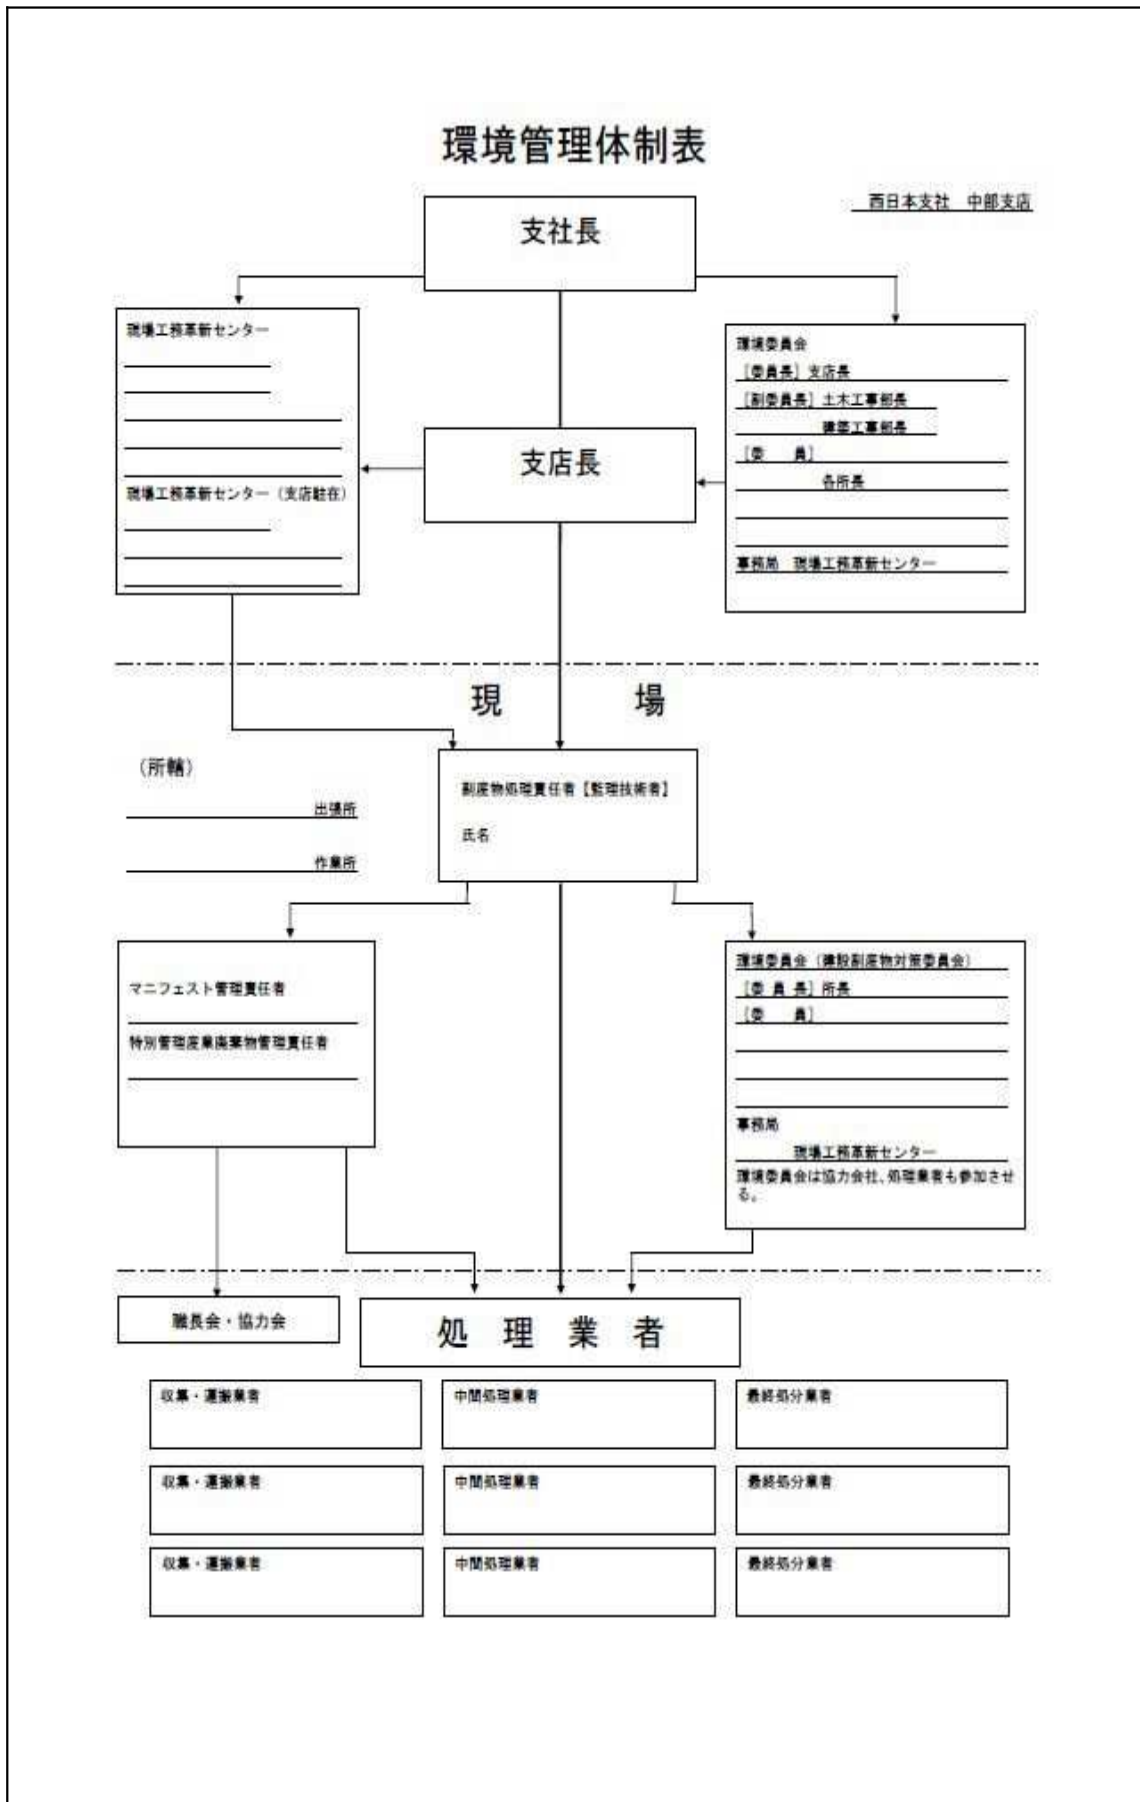 環境管理体制表
西日本支社　中部支店
支社長
現場工務革新センター
現場工務革新センター（支店駐在）
環境委員会
［委員長］支店長
［副委員長］土木工事部長
建築工事部長
［委　　員］
各所長
事務局　現場工務革新センター
支店長
現　　場
（所轄）
出張所
作業所
副産物処理責任者【監理技術者】
氏名
マニフェスト管理責任者
特別管理産業廃棄物管理責任者
環境委員会（建設副産物対策委員会）
［委 員 長］所長
［委　　員］
事務局
現場工務革新センター
環境委員会は協力会社、処理業者も参加させ
る。
職長会・協力会
処　理　業　者
収集・運搬業者
中間処理業者
最終処分業者
収集・運搬業者
中間処理業者
最終処分業者
収集・運搬業者
中間処理業者
最終処分業者